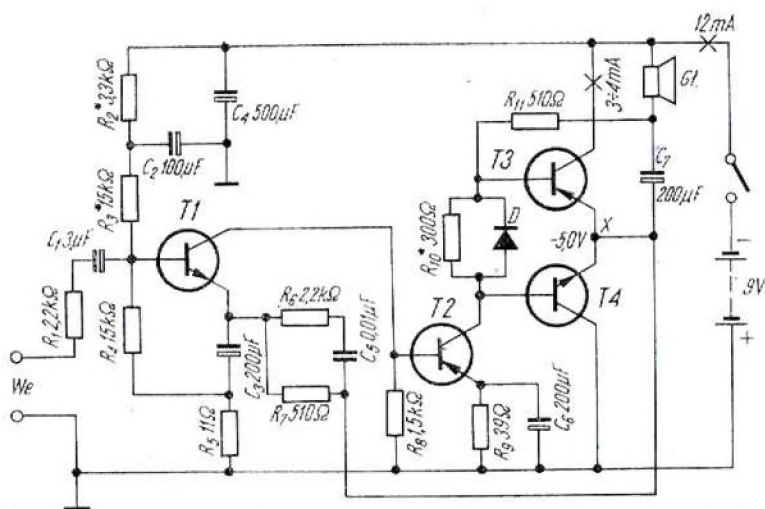 12mA
R2* 3,3kΩ
C4 500µF
C2 100µF
R3* 15kΩ
R11 510Ω
3÷4mA
Gł.
T3
C7
200µF
C1 3µF
T1
R10* 300Ω
D
-5,0V
X
9V
R1 2,2kΩ
R4 15kΩ
R6 2,2kΩ
C5 0,01µF
T2
T4
C3 200µF
R7 510Ω
We
R5 11Ω
R8 1,5kΩ
R9 39Ω
C6 200µF
−
+